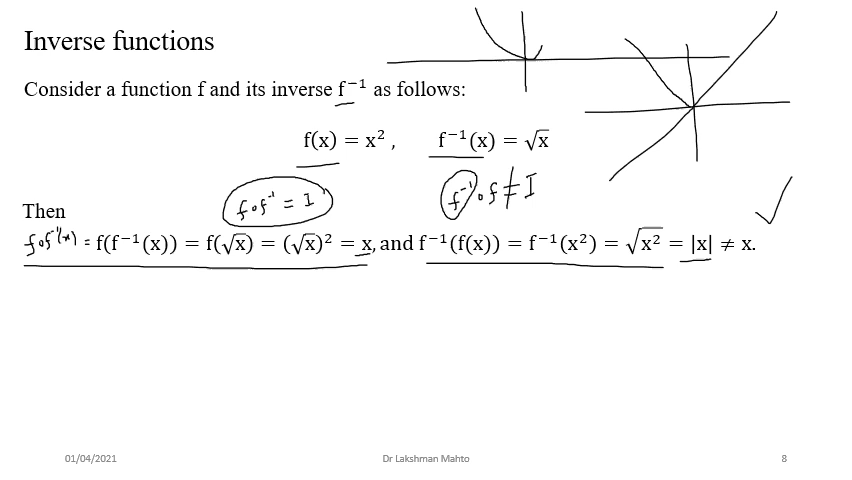 Inverse functions
Consider a function f and its inverse f⁻¹ as follows:
f(x) = x² , f⁻¹(x) = √x
f∘f⁻¹ = I f⁻¹∘f ≠ I
Then
f∘f⁻¹(x) = f(f⁻¹(x)) = f(√x) = (√x)² = x, and f⁻¹(f(x)) = f⁻¹(x²) = √x² = |x| ≠ x.
01/04/2021 Dr Lakshman Mahto 8